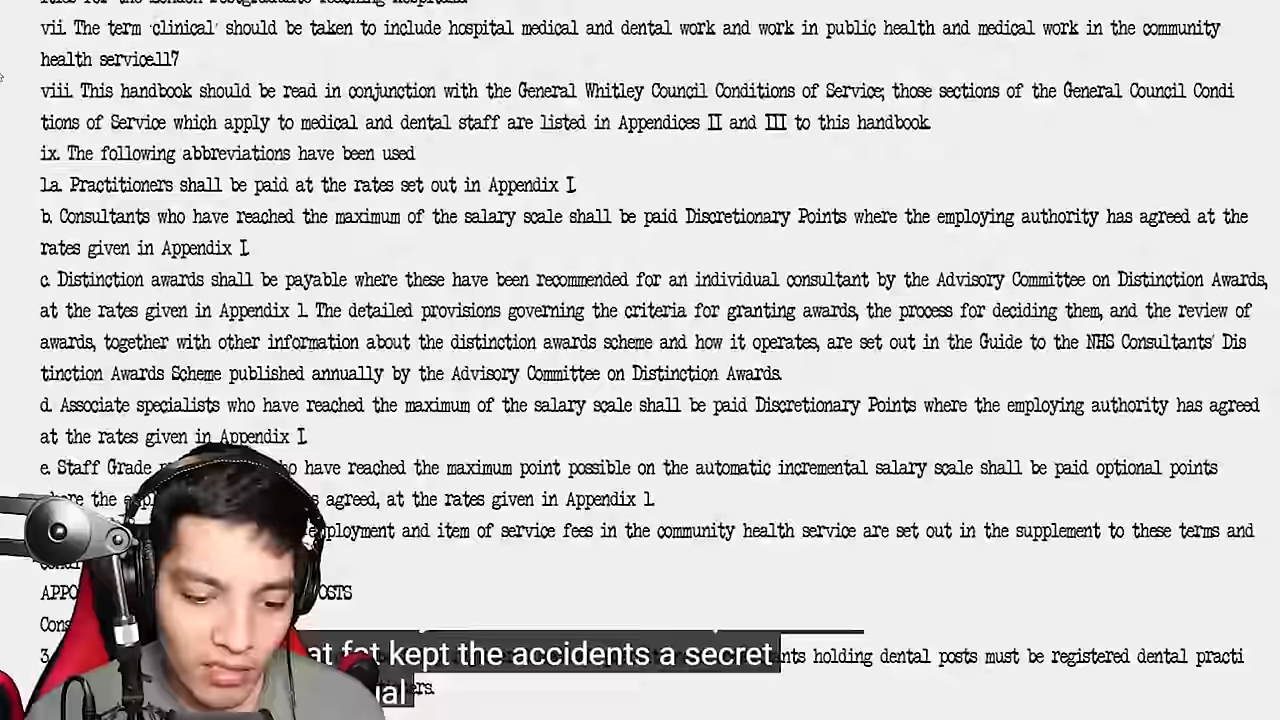 vii. The term 'clinical' should be taken to include hospital medical and dental work and work in public health and medical work in the community
health service.117
viii. This handbook should be read in conjunction with the General Whitley Council Conditions of Service; those sections of the General Council Condi
tions of Service which apply to medical and dental staff are listed in Appendices II and III to this handbook.
ix. The following abbreviations have been used
1.a. Practitioners shall be paid at the rates set out in Appendix I.
b. Consultants who have reached the maximum of the salary scale shall be paid Discretionary Points where the employing authority has agreed at the
rates given in Appendix I.
c. Distinction awards shall be payable where these have been recommended for an individual consultant by the Advisory Committee on Distinction Awards,
at the rates given in Appendix 1. The detailed provisions governing the criteria for granting awards, the process for deciding them, and the review of
awards, together with other information about the distinction awards scheme and how it operates, are set out in the Guide to the NHS Consultants' Dis
tinction Awards Scheme published annually by the Advisory Committee on Distinction Awards.
d. Associate specialists who have reached the maximum of the salary scale shall be paid Discretionary Points where the employing authority has agreed
at the rates given in Appendix I.
e. Staff Grade who have reached the maximum point possible on the automatic incremental salary scale shall be paid optional points
where the agreed, at the rates given in Appendix 1.
employment and item of service fees in the community health service are set out in the supplement to these terms and
APPO OSTS
Cons
at fat kept the accidents a secret
3. nts holding dental posts must be registered dental practi
ual ers.